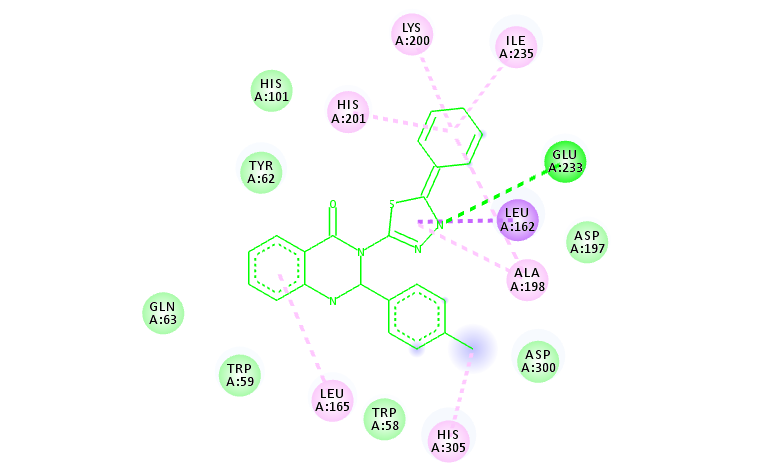 LYS
A:200
ILE
A:235
HIS
A:101
HIS
A:201
TYR
A:62
GLU
A:233
O
S
LEU
A:162
N
ASP
A:197
N
N
ALA
A:198
N
GLN
A:63
TRP
A:59
ASP
A:300
LEU
A:165
TRP
A:58
HIS
A:305